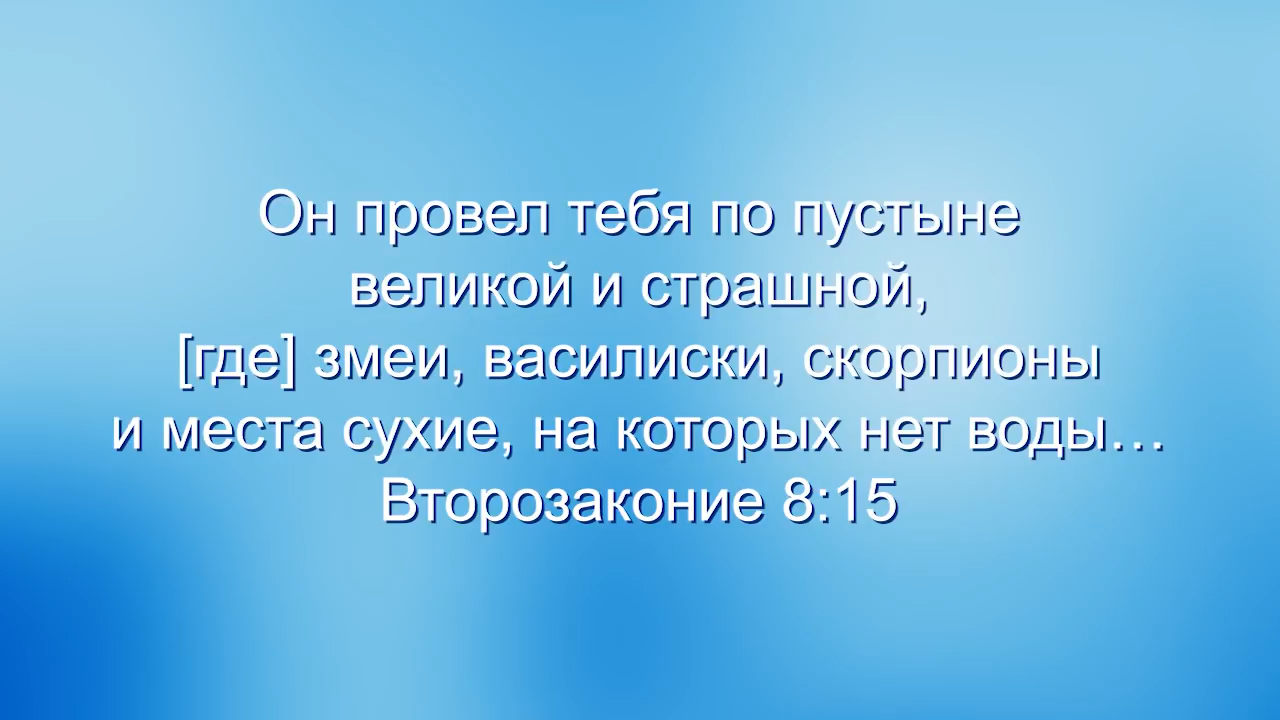 Он провел тебя по пустыне
великой и страшной,
[где] змеи, василиски, скорпионы
и места сухие, на которых нет воды…
Второзаконие 8:15